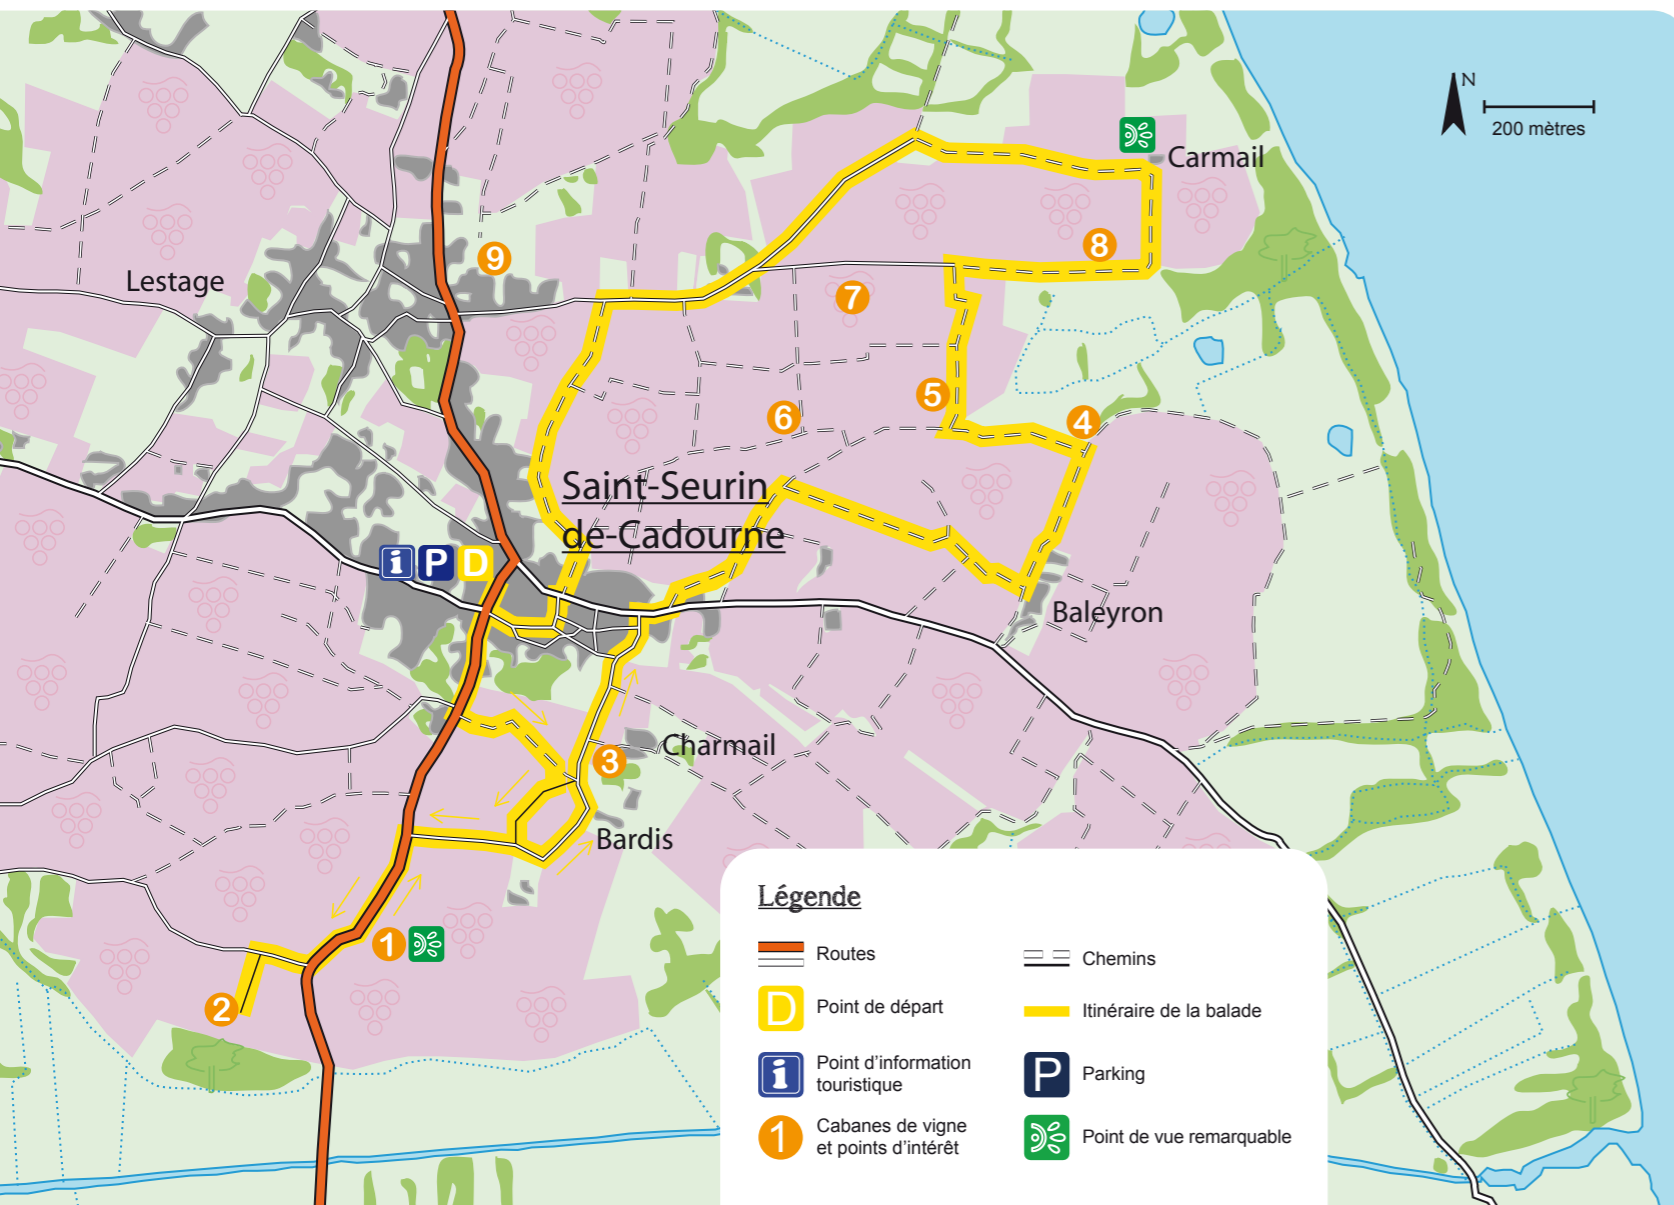 N
200 mètres
Carmail
8
9
Lestage
7
5
4
6
Saint-Seurin
de-Cadourne
i P D
Baleyron
Charmail
3
Bardis
1
2
Légende
Routes
Chemins
D Point de départ
Itinéraire de la balade
i Point d’information
touristique
P Parking
1 Cabanes de vigne
et points d’intérêt
Point de vue remarquable